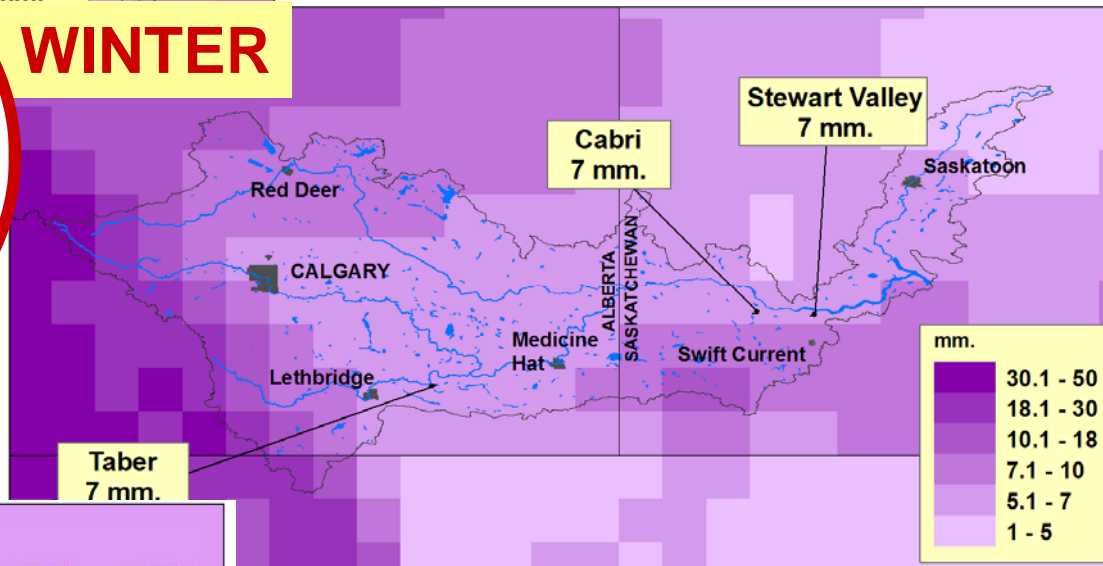 WINTER
Stewart Valley
7 mm.
Cabri
7 mm.
Saskatoon
Red Deer
CALGARY
ALBERTA
SASKATCHEWAN
Medicine
Hat
Swift Current
Lethbridge
Taber
7 mm.
mm.
30.1 - 50
18.1 - 30
10.1 - 18
7.1 - 10
5.1 - 7
1 - 5